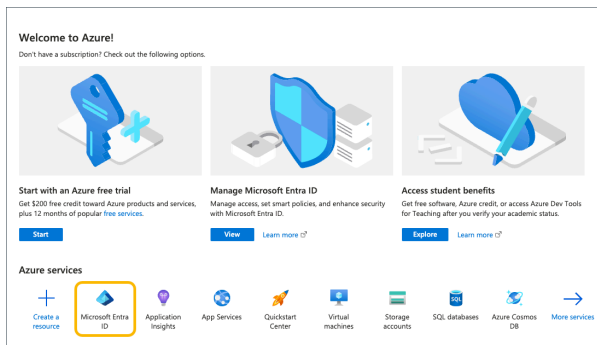 Welcome to Azure!
Don't have a subscription? Check out the following options.
Start with an Azure free trial
Get $200 free credit toward Azure products and services,
plus 12 months of popular free services.
Start
Manage Microsoft Entra ID
Manage access, set smart policies, and enhance security
with Microsoft Entra ID.
View
Learn more
Access student benefits
Get free software, Azure credit, or access Azure Dev Tools
for Teaching after you verify your academic status.
Explore
Learn more
Azure services
Create a
resource
Microsoft Entra
ID
Application
Insights
App Services
Quickstart
Center
Virtual
machines
Storage
accounts
SQL
SQL databases
Azure Cosmos
DB
More services